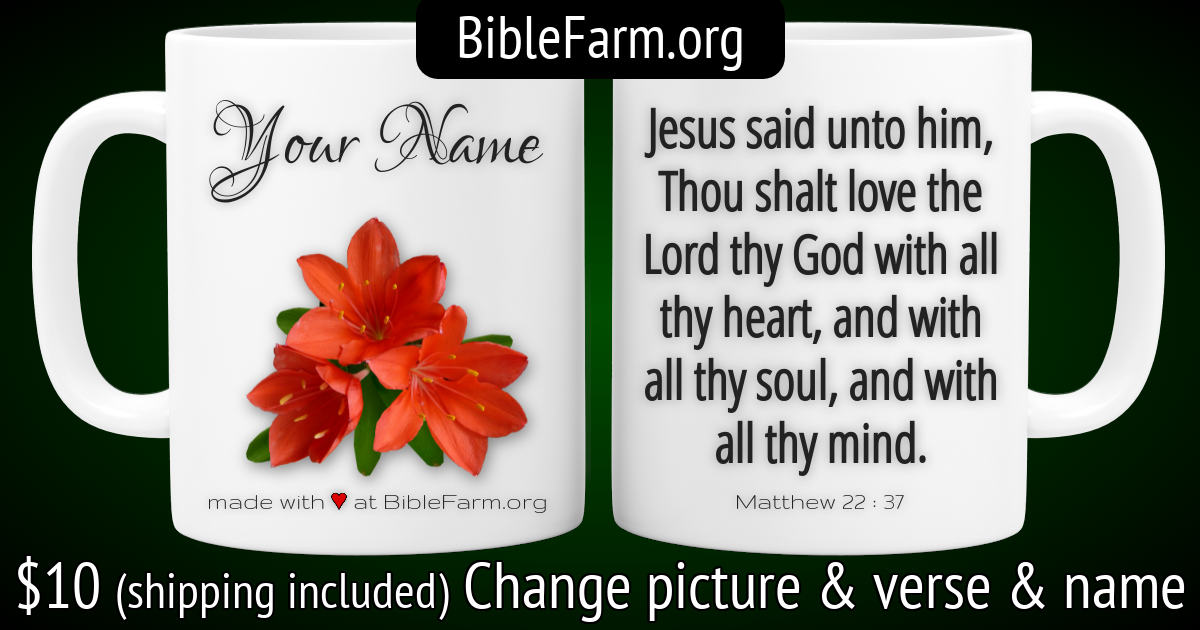 BibleFarm.org
Your Name
made with ♥ at BibleFarm.org
Jesus said unto him,
Thou shalt love the
Lord thy God with all
thy heart, and with
all thy soul, and with
all thy mind.
Matthew 22 : 37
$10 (shipping included) Change picture & verse & name